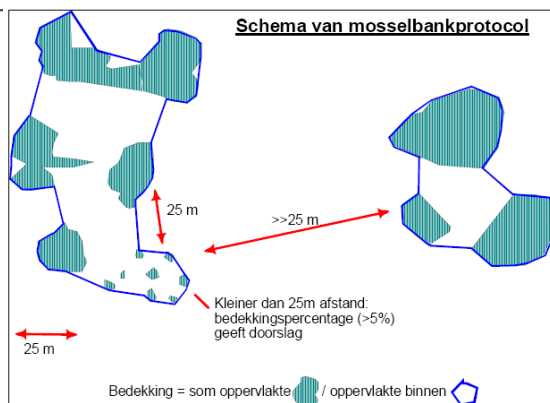 Schema van mosselbankprotocol
25 m
>>25 m
Kleiner dan 25m afstand:
bedekkingspercentage (>5%)
geeft doorslag
25 m
Bedekking = som oppervlakte / oppervlakte binnen